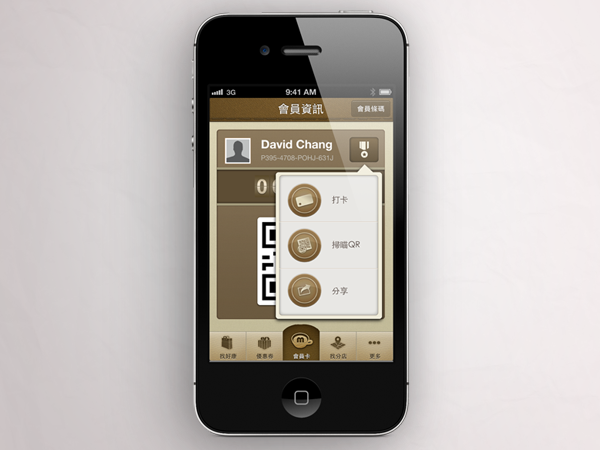 3G 9:41 AM
會員資訊 會員條碼
David Chang
P395-4708-POHJ-631J
0
打卡
掃瞄QR
分享
m
找好康 優惠券 會員卡 找分店 更多